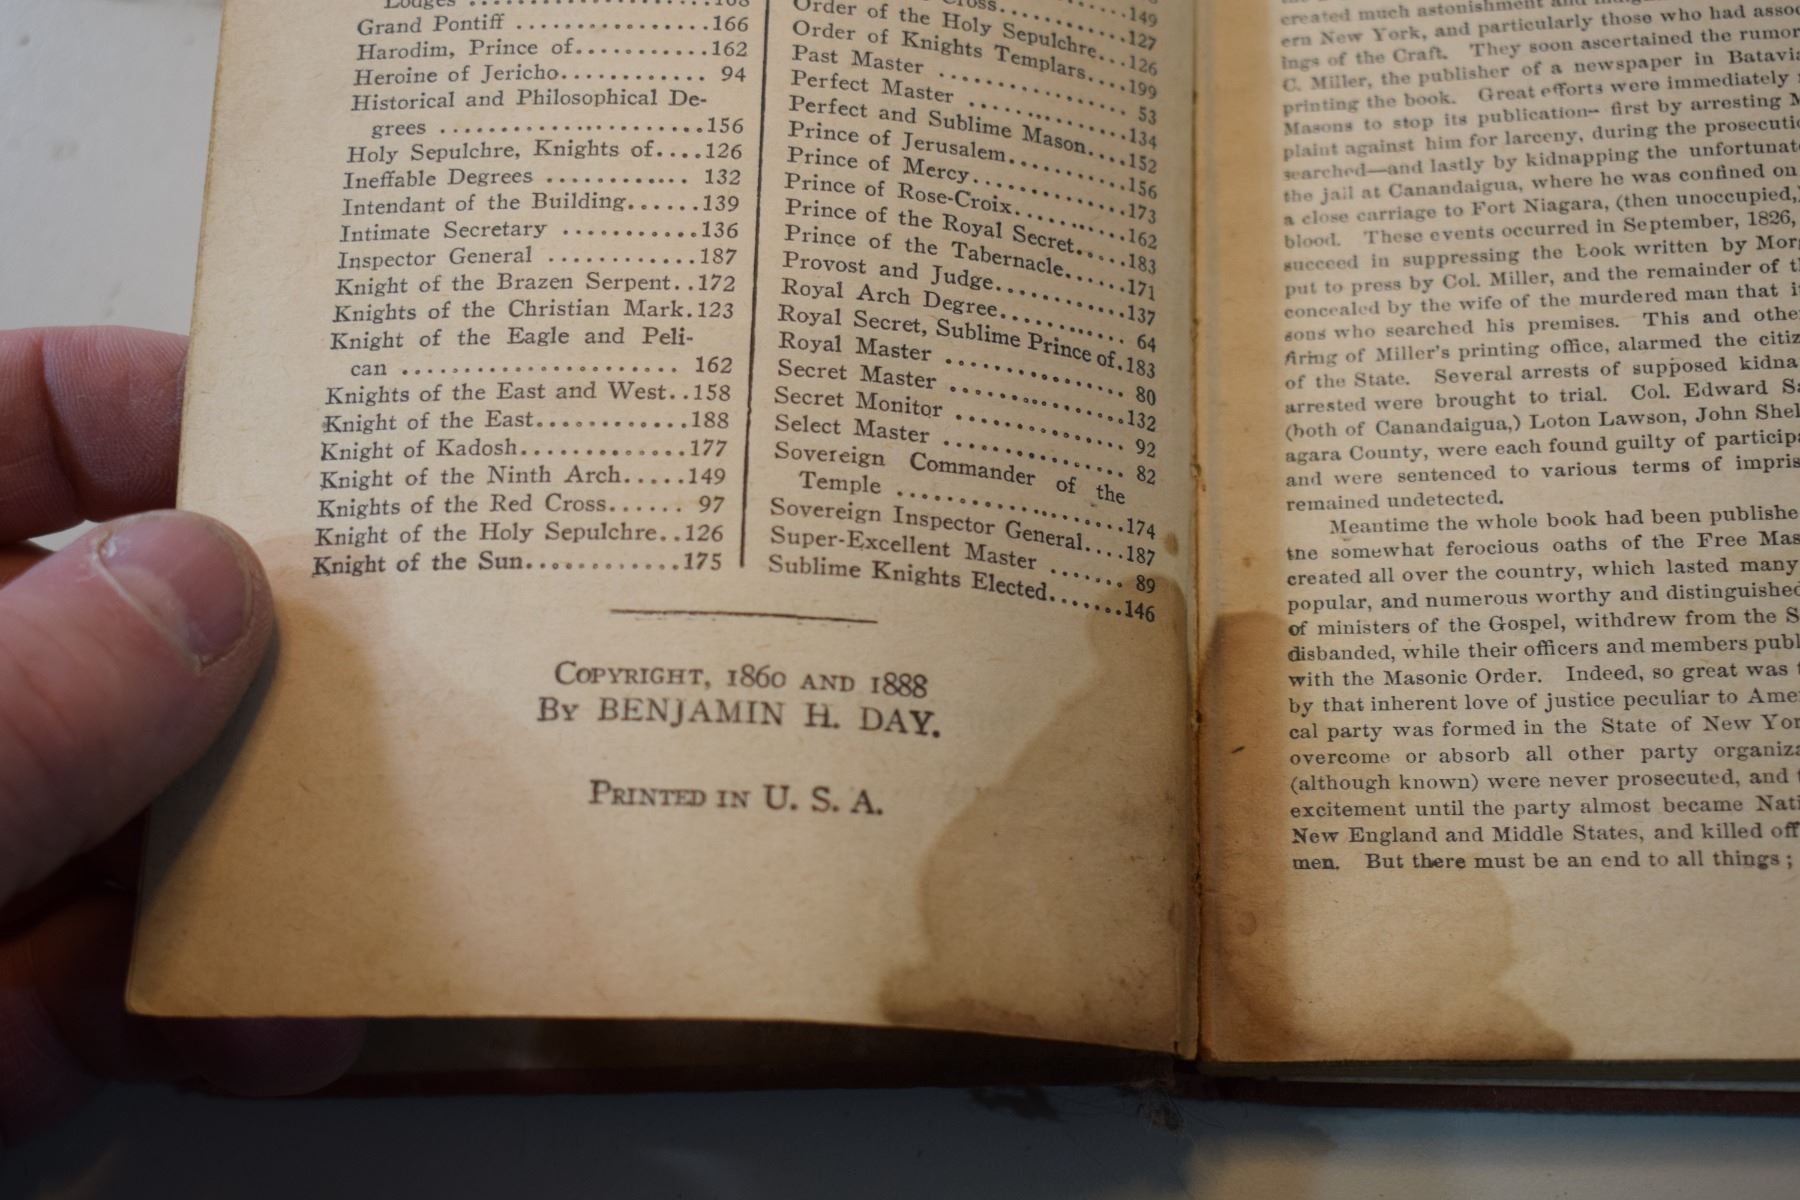 Lodges 168
Grand Pontiff ..................166
Harodim, Prince of............162
Heroine of Jericho............. 94
Historical and Philosophical De-
grees ........................156
Holy Sepulchre, Knights of....126
Ineffable Degrees ............ 132
Intendant of the Building......139
Intimate Secretary ...........136
Inspector General ............187
Knight of the Brazen Serpent..172
Knights of the Christian Mark.123
Knight of the Eagle and Peli-
can ...................... 162
Knights of the East and West..158
Knight of the East.............188
Knight of Kadosh.............177
Knight of the Ninth Arch.....149
Knights of the Red Cross...... 97
Knight of the Holy Sepulchre..126
Knight of the Sun.............175
Cross..............149
Order of the Holy Sepulchre...127
Order of Knights Templars....126
Past Master ..................199
Perfect Master ............... 53
Perfect and Sublime Mason....134
Prince of Jerusalem............152
Prince of Mercy...............156
Prince of Rose-Croix..........173
Prince of the Royal Secret.....162
Prince of the Tabernacle.......183
Provost and Judge.............171
Royal Arch Degree............137
Royal Secret, Sublime Prince of.183
Royal Master ................. 64
Secret Master ................ 80
Secret Monitor ...............132
Select Master ................ 92
Sovereign Commander of the 82
Temple .....................174
Sovereign Inspector General....187
Super-Excellent Master ....... 89
Sublime Knights Elected.......146
COPYRIGHT, 1860 AND 1888
BY BENJAMIN H. DAY.
PRINTED IN U. S. A.
created much astonishment and
ern New York, and particularly those who had asso
ings of the Craft. They soon ascertained the rumor
C. Miller, the publisher of a newspaper in Batavia
printing the book. Great efforts were immediately
Masons to stop its publication— first by arresting M
plaint against him for larceny, during the prosecuti
searched—and lastly by kidnapping the unfortunat
the jail at Canandaigua, where he was confined on
a close carriage to Fort Niagara, (then unoccupied,)
blood. These events occurred in September, 1826,
succeed in suppressing the book written by Morg
put to press by Col. Miller, and the remainder of t
concealed by the wife of the murdered man that i
sons who searched his premises. This and othe
firing of Miller's printing office, alarmed the citiz
of the State. Several arrests of supposed kidna
arrested were brought to trial. Col. Edward Sa
(both of Canandaigua,) Loton Lawson, John Shel
agara County, were each found guilty of particip
and were sentenced to various terms of impris
remained undetected.
Meantime the whole book had been publishe
the somewhat ferocious oaths of the Free Mas
created all over the country, which lasted many
popular, and numerous worthy and distinguished
of ministers of the Gospel, withdrew from the S
disbanded, while their officers and members publ
with the Masonic Order. Indeed, so great was t
by that inherent love of justice peculiar to Ame
cal party was formed in the State of New Yor
overcome or absorb all other party organiza
(although known) were never prosecuted, and t
excitement until the party almost became Nati
New England and Middle States, and killed off
men. But there must be an end to all things ;